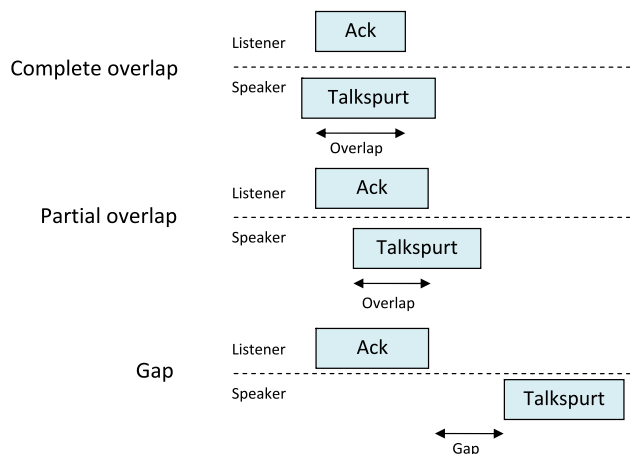 Ack
Listener
Complete overlap
Speaker
Talkspurt
Overlap
Listener
Ack
Partial overlap
Speaker
Talkspurt
Overlap
Listener
Ack
Gap
Speaker
Talkspurt
Gap